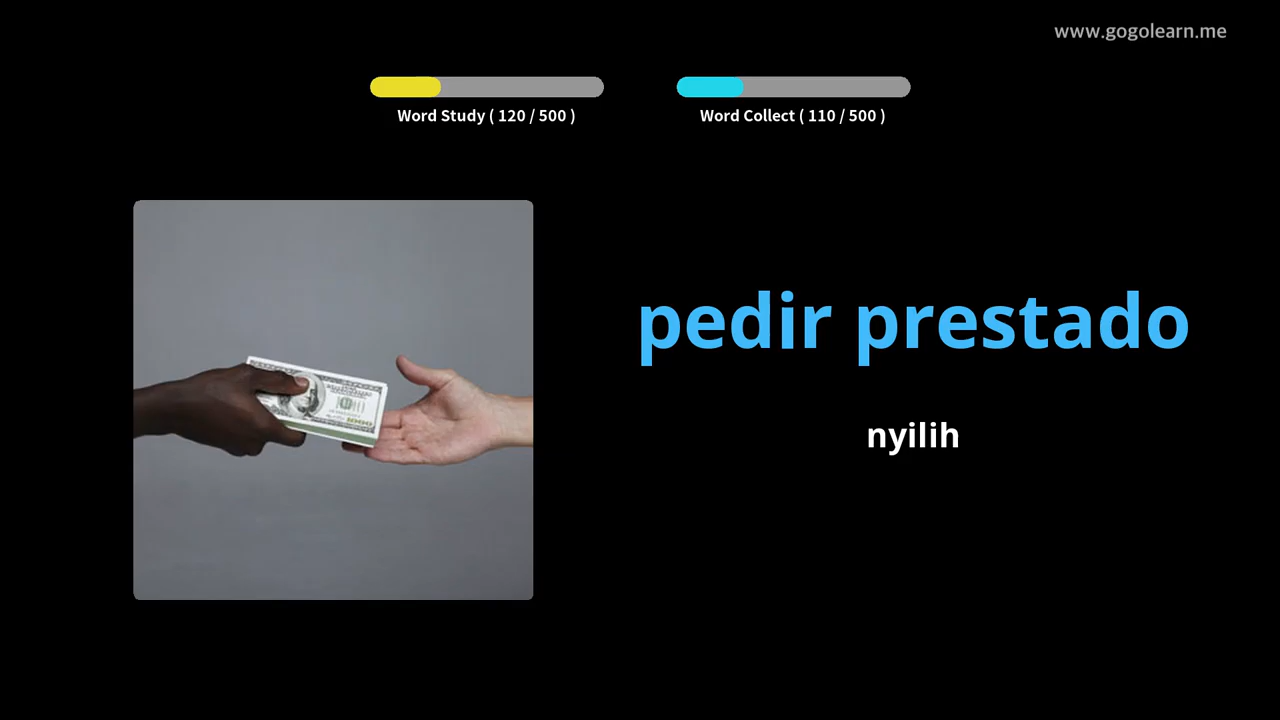 www.gogolearn.me
Word Study ( 120 / 500 )
Word Collect ( 110 / 500 )
pedir prestado
nyilih